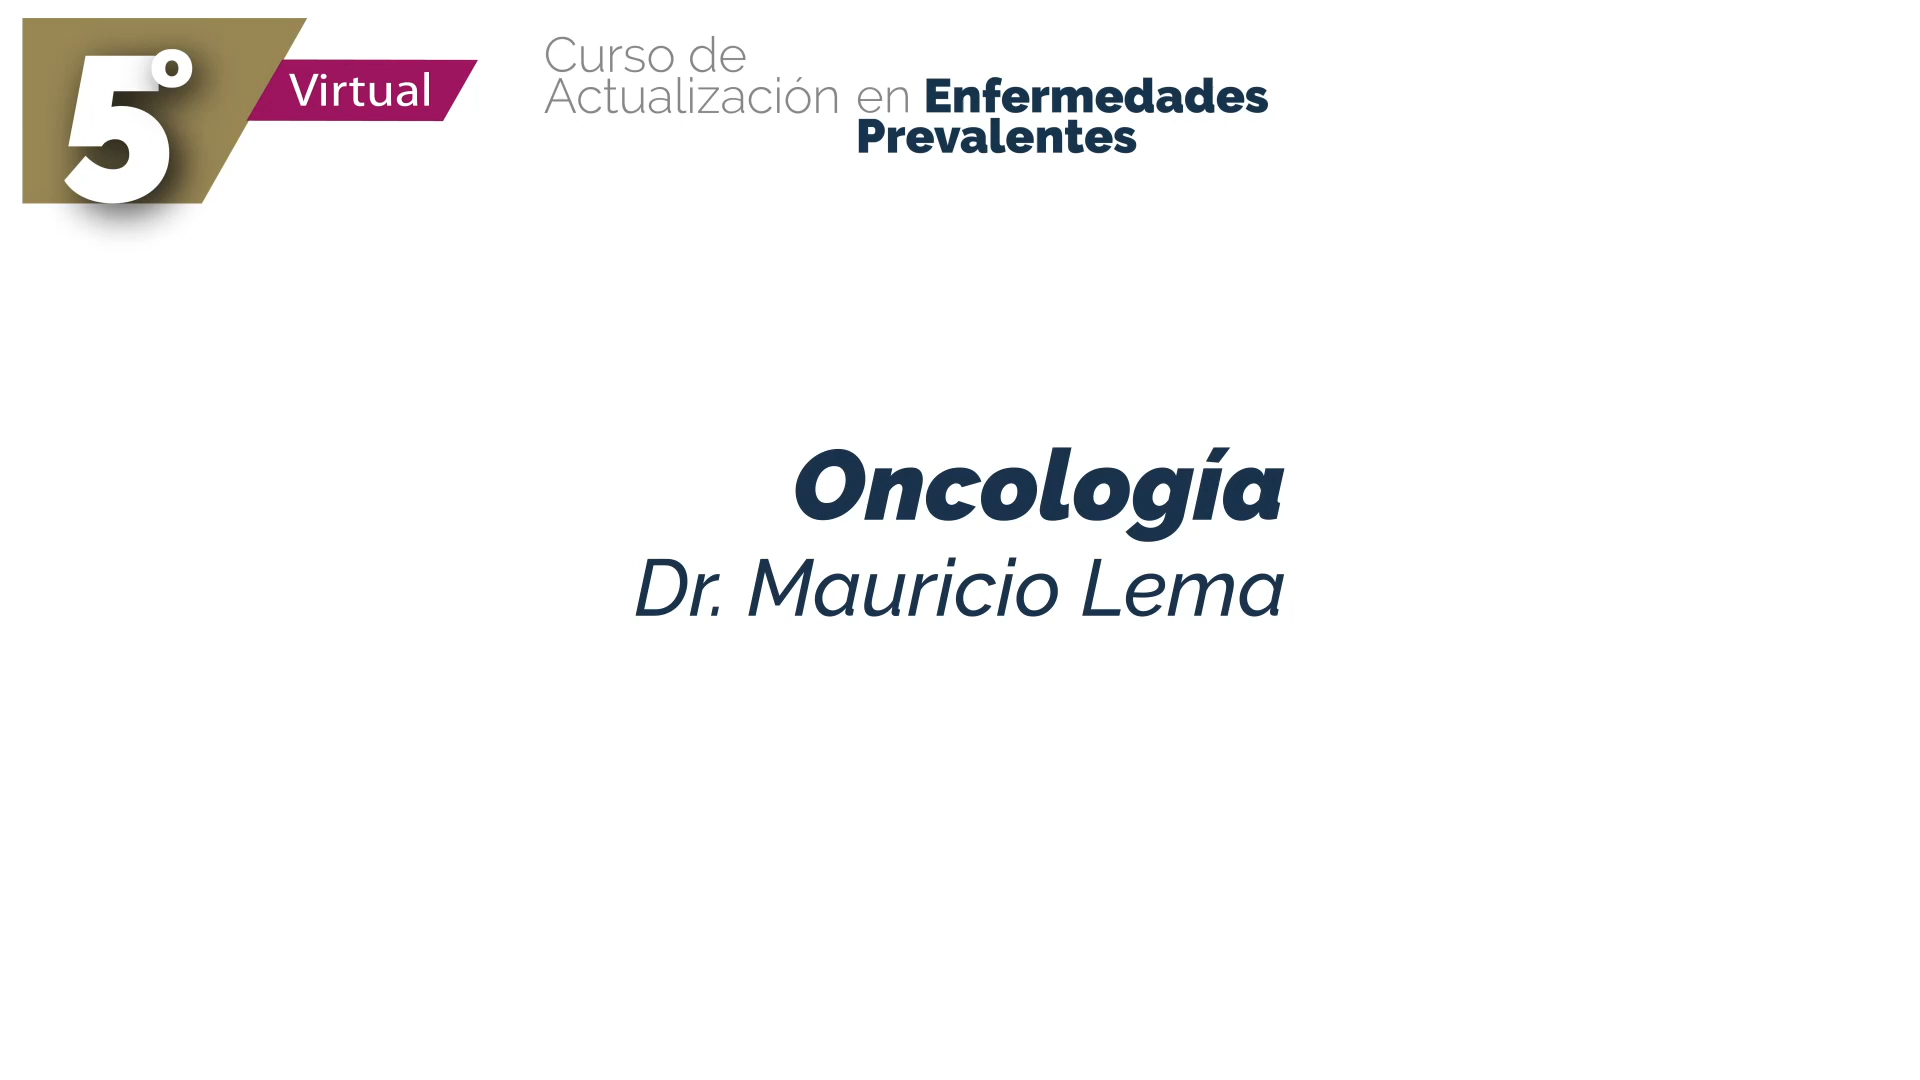 5°
Virtual
Curso de
Actualización en Enfermedades
Prevalentes
Oncología
Dr. Mauricio Lema